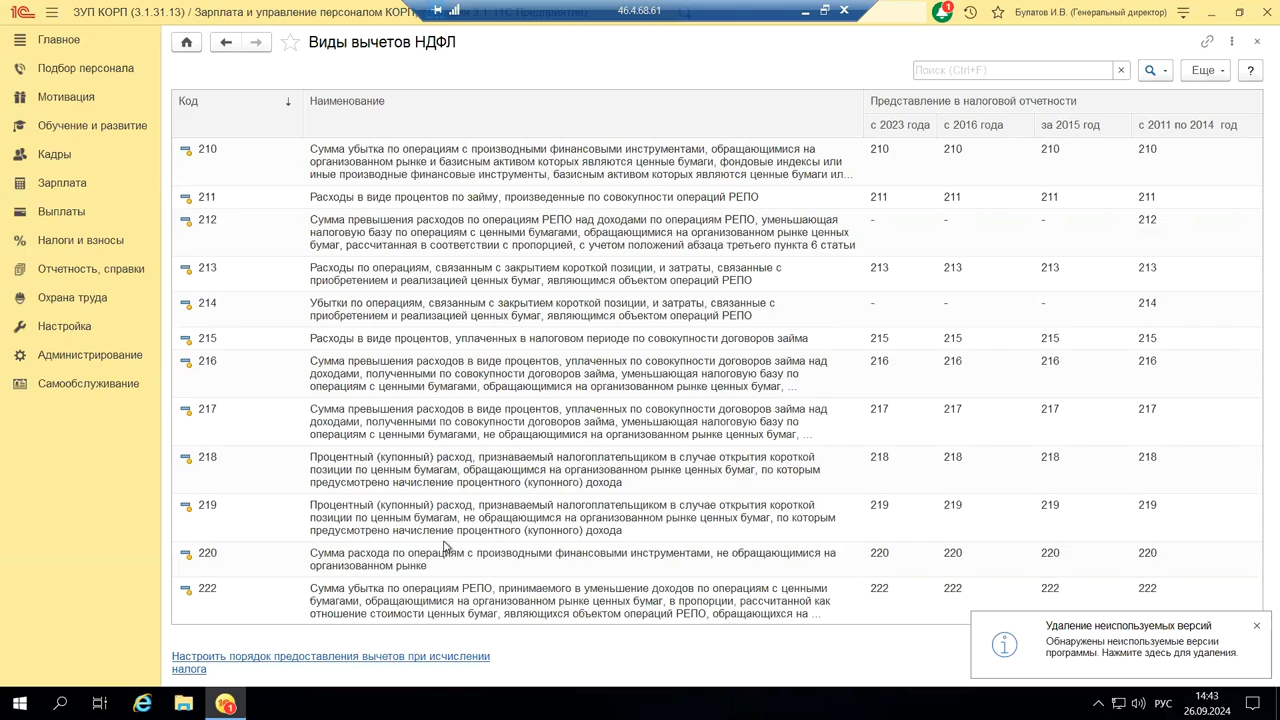 ЗУП КОРП (3.1.31.13) / Зарплата и управление персоналом КОРП
46.4.68.61
Булатов И.В. (Генеральный директор)
Главное
Подбор персонала
Мотивация
Обучение и развитие
Кадры
Зарплата
Выплаты
Налоги и взносы
Отчетность, справки
Охрана труда
Настройка
Администрирование
Самообслуживание
Виды вычетов НДФЛ
Поиск (Ctrl+F)
Еще
?
Код
Наименование
Представление в налоговой отчетности
с 2023 года с 2016 года за 2015 год с 2011 по 2014 год
210 Сумма убытка по операциям с производными финансовыми инструментами, обращающимися на 210 210 210 210
организованном рынке и базисным активом которых являются ценные бумаги, фондовые индексы или
иные производные финансовые инструменты, базисным активом которых являются ценные бумаги ил...
211 Расходы в виде процентов по займу, произведенные по совокупности операций РЕПО 211 211 211 211
212 Сумма превышения расходов по операциям РЕПО над доходами по операциям РЕПО, уменьшающая - - - 212
налоговую базу по операциям с ценными бумагами, обращающимися на организованном рынке ценных
бумаг, рассчитанная в соответствии с пропорцией, с учетом положений абзаца третьего пункта 6 статьи
213 Расходы по операциям, связанным с закрытием короткой позиции, и затраты, связанные с 213 213 213 213
приобретением и реализацией ценных бумаг, являющимся объектом операций РЕПО
214 Убытки по операциям, связанным с закрытием короткой позиции, и затраты, связанные с - - - 214
приобретением и реализацией ценных бумаг, являющимся объектом операций РЕПО
215 Расходы в виде процентов, уплаченных в налоговом периоде по совокупности договоров займа 215 215 215 215
216 Сумма превышения расходов в виде процентов, уплаченных по совокупности договоров займа над 216 216 216 216
доходами, полученными по совокупности договоров займа, уменьшающая налоговую базу по
операциям с ценными бумагами, обращающимися на организованном рынке ценных бумаг, ...
217 Сумма превышения расходов в виде процентов, уплаченных по совокупности договоров займа над 217 217 217 217
доходами, полученными по совокупности договоров займа, уменьшающая налоговую базу по
операциям с ценными бумагами, не обращающимися на организованном рынке ценных бумаг, ...
218 Процентный (купонный) расход, признаваемый налогоплательщиком в случае открытия короткой 218 218 218 218
позиции по ценным бумагам, обращающимся на организованном рынке ценных бумаг, по которым
предусмотрено начисление процентного (купонного) дохода
219 Процентный (купонный) расход, признаваемый налогоплательщиком в случае открытия короткой 219 219 219 219
позиции по ценным бумагам, не обращающимся на организованном рынке ценных бумаг, по которым
предусмотрено начисление процентного (купонного) дохода
220 Сумма расхода по операциям с производными финансовыми инструментами, не обращающимися на 220 220 220 220
организованном рынке
222 Сумма убытка по операциям РЕПО, принимаемого в уменьшение доходов по операциям с ценными 222 222 222 222
бумагами, обращающимися на организованном рынке ценных бумаг, в пропорции, рассчитанной как
отношение стоимости ценных бумаг, являющихся объектом операций РЕПО, обращающихся на ...
Настроить порядок предоставления вычетов при исчислении
налога
Удаление неиспользуемых версий
Обнаружены неиспользуемые версии
программы. Нажмите здесь для удаления.
РУС
14:43
26.09.2024